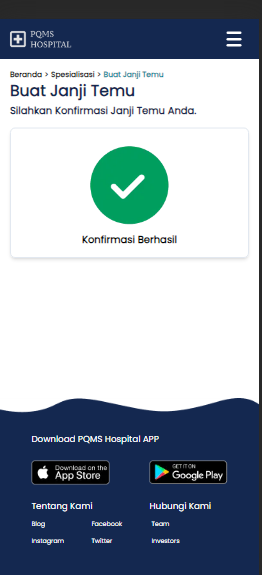 PQMS
HOSPITAL
Beranda > Spesialisasi > Buat Janji Temu
Buat Janji Temu
Silahkan Konfirmasi Janji Temu Anda.
Konfirmasi Berhasil
Download PQMS Hospital APP
Download on the
App Store
GET IT ON
Google Play
Tentang Kami
Hubungi Kami
Blog
Facebook
Team
Instagram
Twitter
Investors